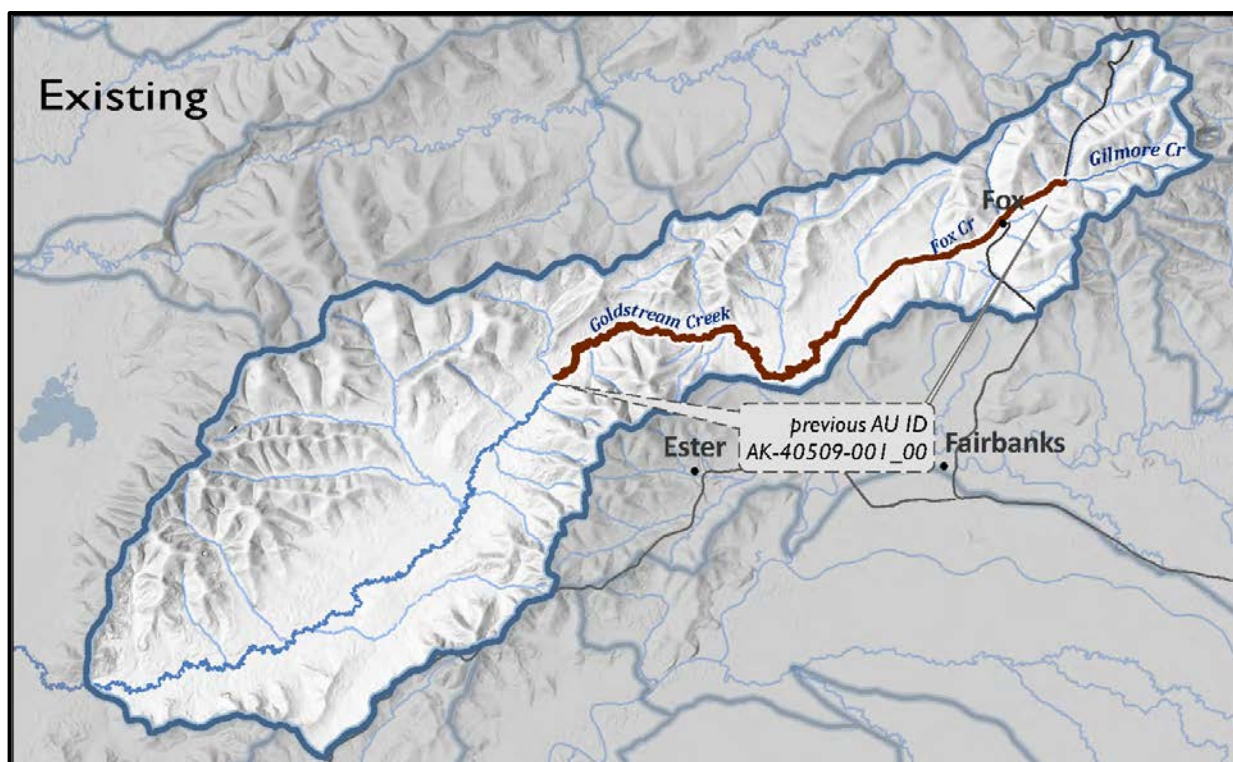 Existing
Gilmore Cr
Fox
Fox Cr
Goldstream Creek
previous AU ID
AK-40509-001_00
Ester
Fairbanks